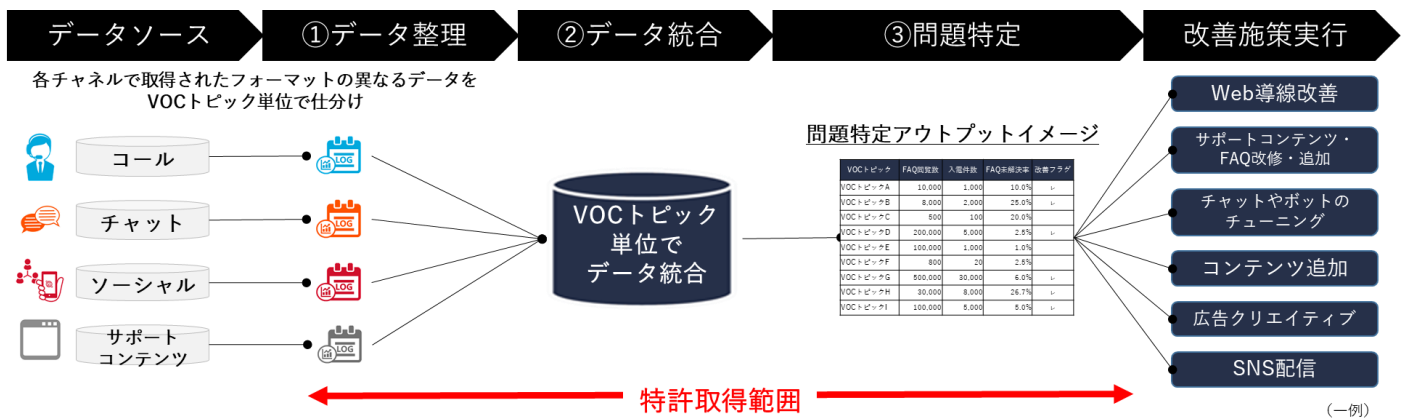 データソース
①データ整理
②データ統合
③問題特定
改善施策実行
各チャネルで取得されたフォーマットの異なるデータを
VOCトピック単位で仕分け
コール
チャット
ソーシャル
サポート
コンテンツ
LOG
LOG
LOG
LOG
VOCトピック
単位で
データ統合
問題特定アウトプットイメージ
VOCトピック FAQ閲覧数 入電件数 FAQ未解決率 改善フラグ
VOCトピックA 10,000 1,000 10.0% レ
VOCトピックB 8,000 2,000 25.0% レ
VOCトピックC 500 100 20.0%
VOCトピックD 200,000 5,000 2.5% レ
VOCトピックE 100,000 1,000 1.0%
VOCトピックF 800 20 2.5%
VOCトピックG 500,000 30,000 6.0% レ
VOCトピックH 30,000 8,000 26.7% レ
VOCトピックI 100,000 5,000 5.0% レ
Web導線改善
サポートコンテンツ・
FAQ改修・追加
チャットやボットの
チューニング
コンテンツ追加
広告クリエイティブ
SNS配信
特許取得範囲
（一例）